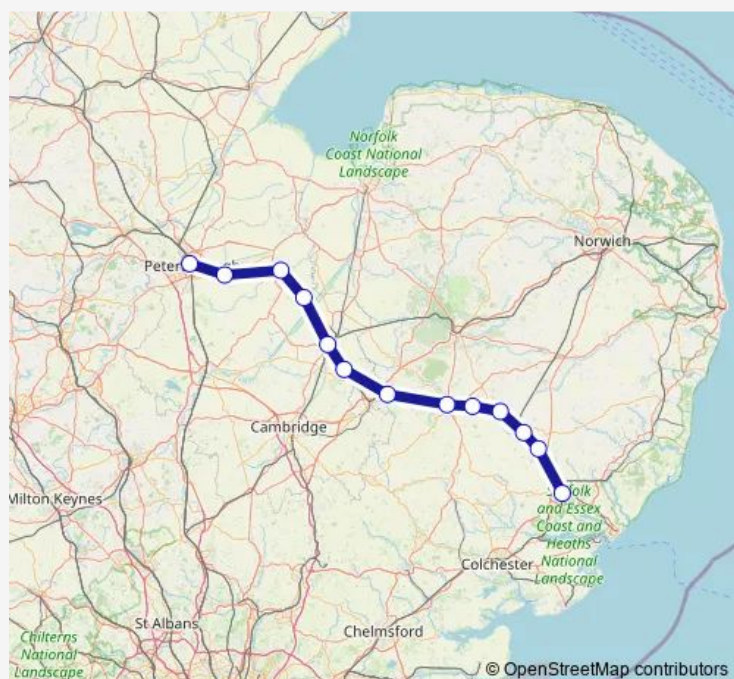 Norfolk
Coast National
Landscape
Norwich
Peter
Cambridge
Milton Keynes
and Essex
Coast and
Heaths
National
Landscape
Colchester
St Albans
Chelmsford
Chilterns
National
Landscape
© OpenStreetMap contributors